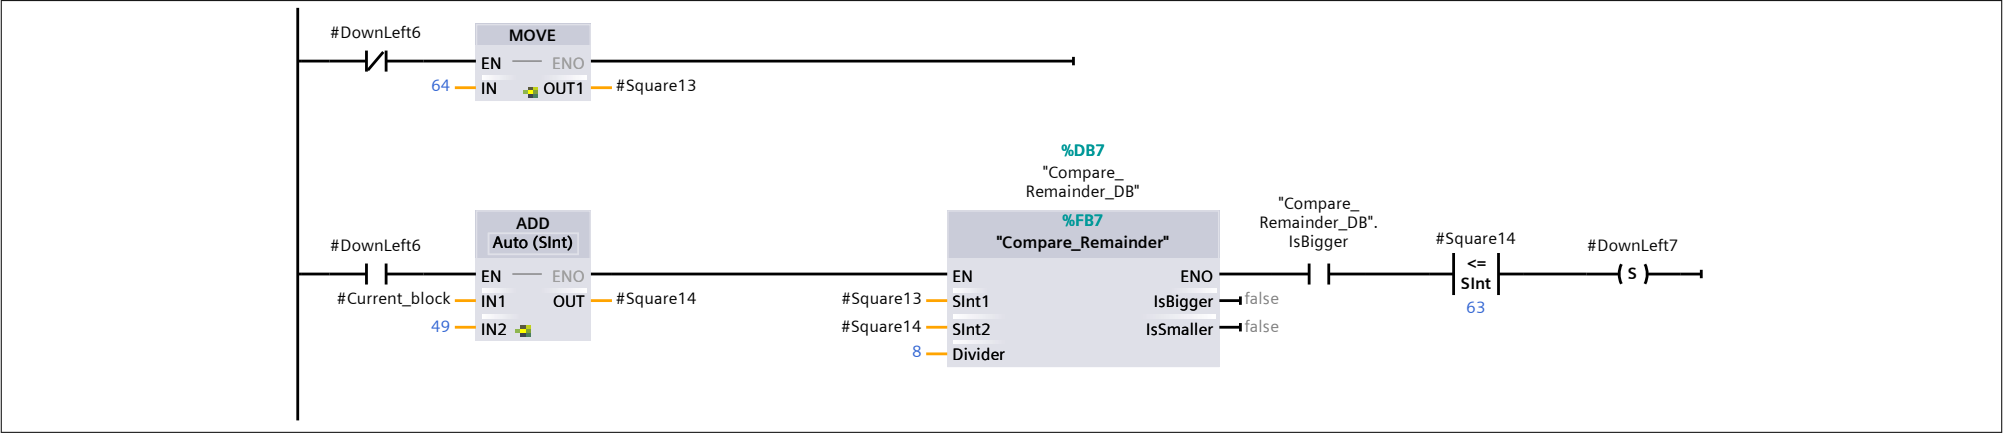 #DownLeft6
MOVE
EN ENO
64 IN OUT1 #Square13
%DB7
"Compare_
Remainder_DB"
#DownLeft6
ADD
Auto (SInt)
EN ENO
#Current_block IN1 OUT #Square14
49 IN2
%FB7
"Compare_Remainder"
EN ENO
#Square13 SInt1 IsBigger false
#Square14 SInt2 IsSmaller false
8 Divider
"Compare_
Remainder_DB".
IsBigger
#Square14
<=
SInt
63
#DownLeft7
S